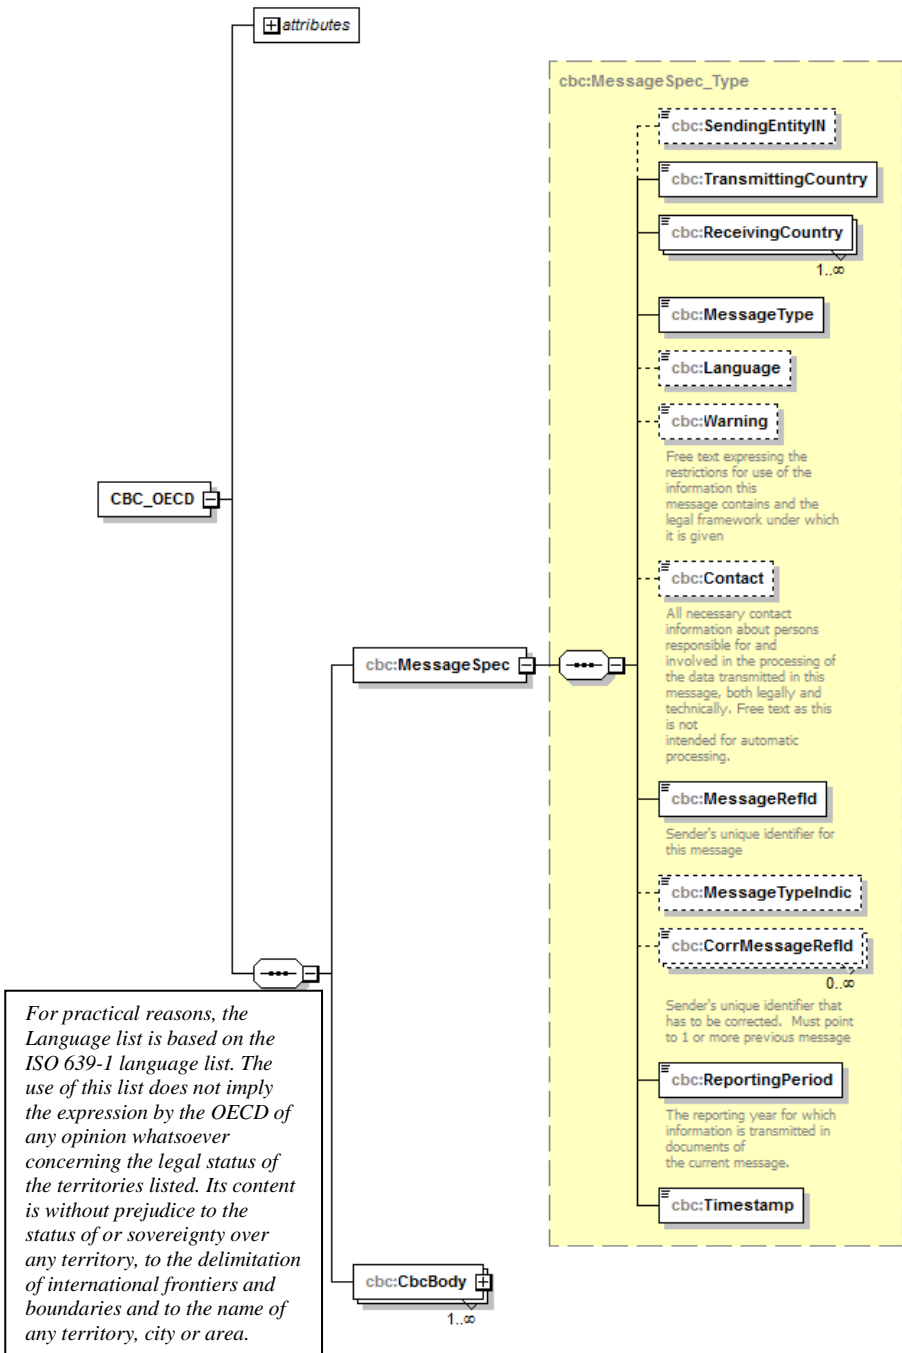 attributes
cbc:MessageSpec_Type
cbc:SendingEntityIN
cbc:TransmittingCountry
cbc:ReceivingCountry
1..∞
cbc:MessageType
cbc:Language
cbc:Warning
Free text expressing the
restrictions for use of the
information this
message contains and the
legal framework under which
it is given
CBC_OECD
cbc:Contact
All necessary contact
information about persons
responsible for and
involved in the processing of
the data transmitted in this
message, both legally and
technically. Free text as this
is not
intended for automatic
processing.
cbc:MessageSpec
cbc:MessageRefId
Sender's unique identifier for
this message
cbc:MessageTypeIndic
cbc:CorrMessageRefId
0..∞
Sender's unique identifier that
has to be corrected.  Must point
to 1 or more previous message
cbc:ReportingPeriod
The reporting year for which
information is transmitted in
documents of
the current message.
cbc:Timestamp
For practical reasons, the
Language list is based on the
ISO 639-1 language list. The
use of this list does not imply
the expression by the OECD of
any opinion whatsoever
concerning the legal status of
the territories listed. Its content
is without prejudice to the
status of or sovereignty over
any territory, to the delimitation
of international frontiers and
boundaries and to the name of
any territory, city or area.
cbc:CbcBody
1..∞